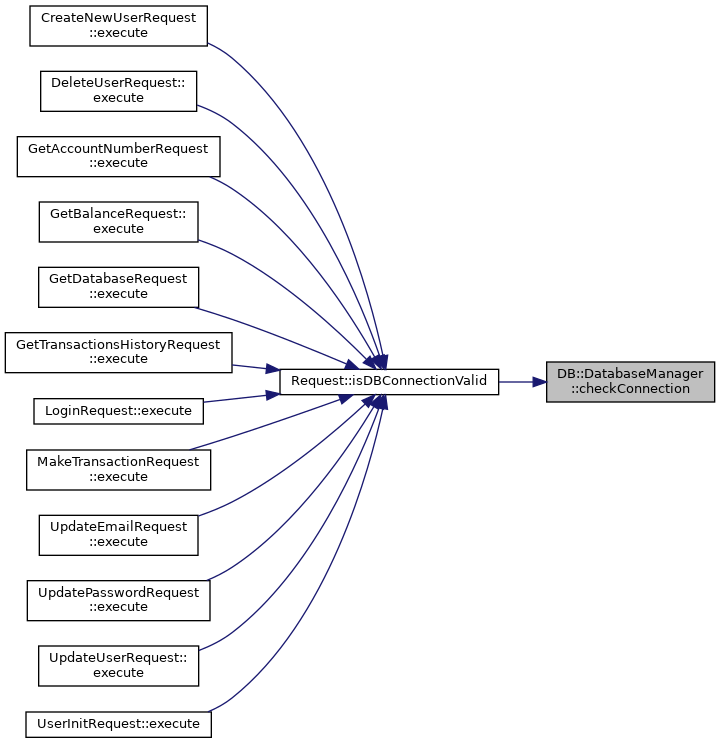 CreateNewUserRequest
::execute
DeleteUserRequest::
execute
GetAccountNumberRequest
::execute
GetBalanceRequest::
execute
GetDatabaseRequest
::execute
GetTransactionsHistoryRequest
::execute
LoginRequest::execute
MakeTransactionRequest
::execute
UpdateEmailRequest
::execute
UpdatePasswordRequest
::execute
UpdateUserRequest::
execute
UserInitRequest::execute
Request::isDBConnectionValid
DB::DatabaseManager
::checkConnection